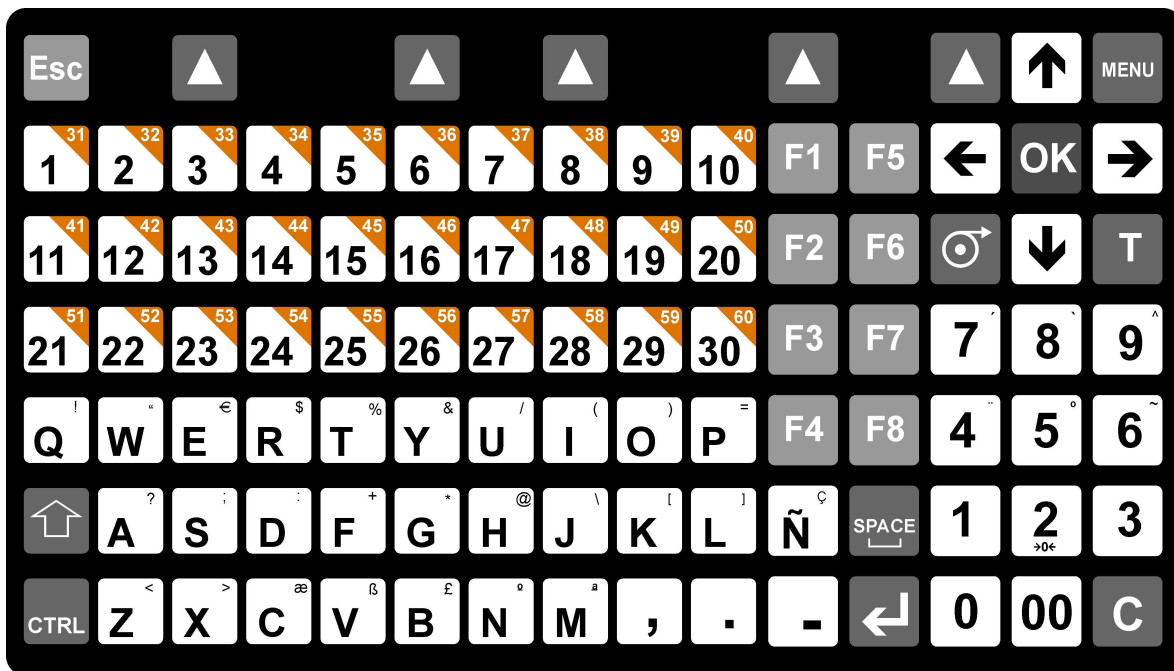 Esc MENU
31 32 33 34 35 36 37 38 39 40
1 2 3 4 5 6 7 8 9 10 F1 F5 OK
41 42 43 44 45 46 47 48 49 50
11 12 13 14 15 16 17 18 19 20 F2 F6 T
51 52 53 54 55 56 57 58 59 60 ´ ` ^
21 22 23 24 25 26 27 28 29 30 F3 F7 7 8 9
! “ € $ % & / ( ) = ¨ º ~
Q W E R T Y U I O P F4 F8 4 5 6
? ; : + * @ \ [ ] Ç
A S D F G H J K L Ñ SPACE 1 2 3
→0←
< > æ ß £ º ª
CTRL Z X C V B N M , . - 0 00 C